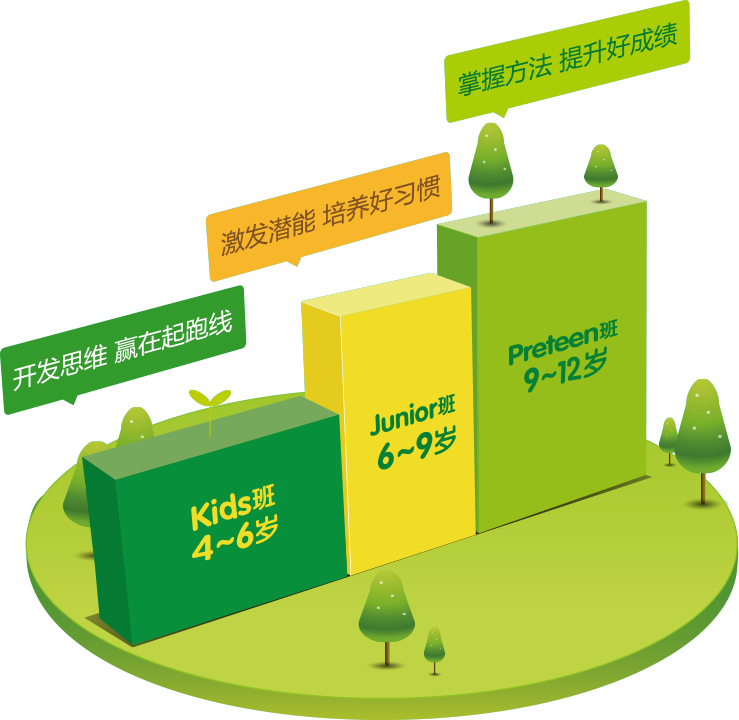 掌握方法 提升好成绩
激发潜能 培养好习惯
开发思维 赢在起跑线
Preteen班
9~12岁
Junior班
6~9岁
Kids班
4~6岁